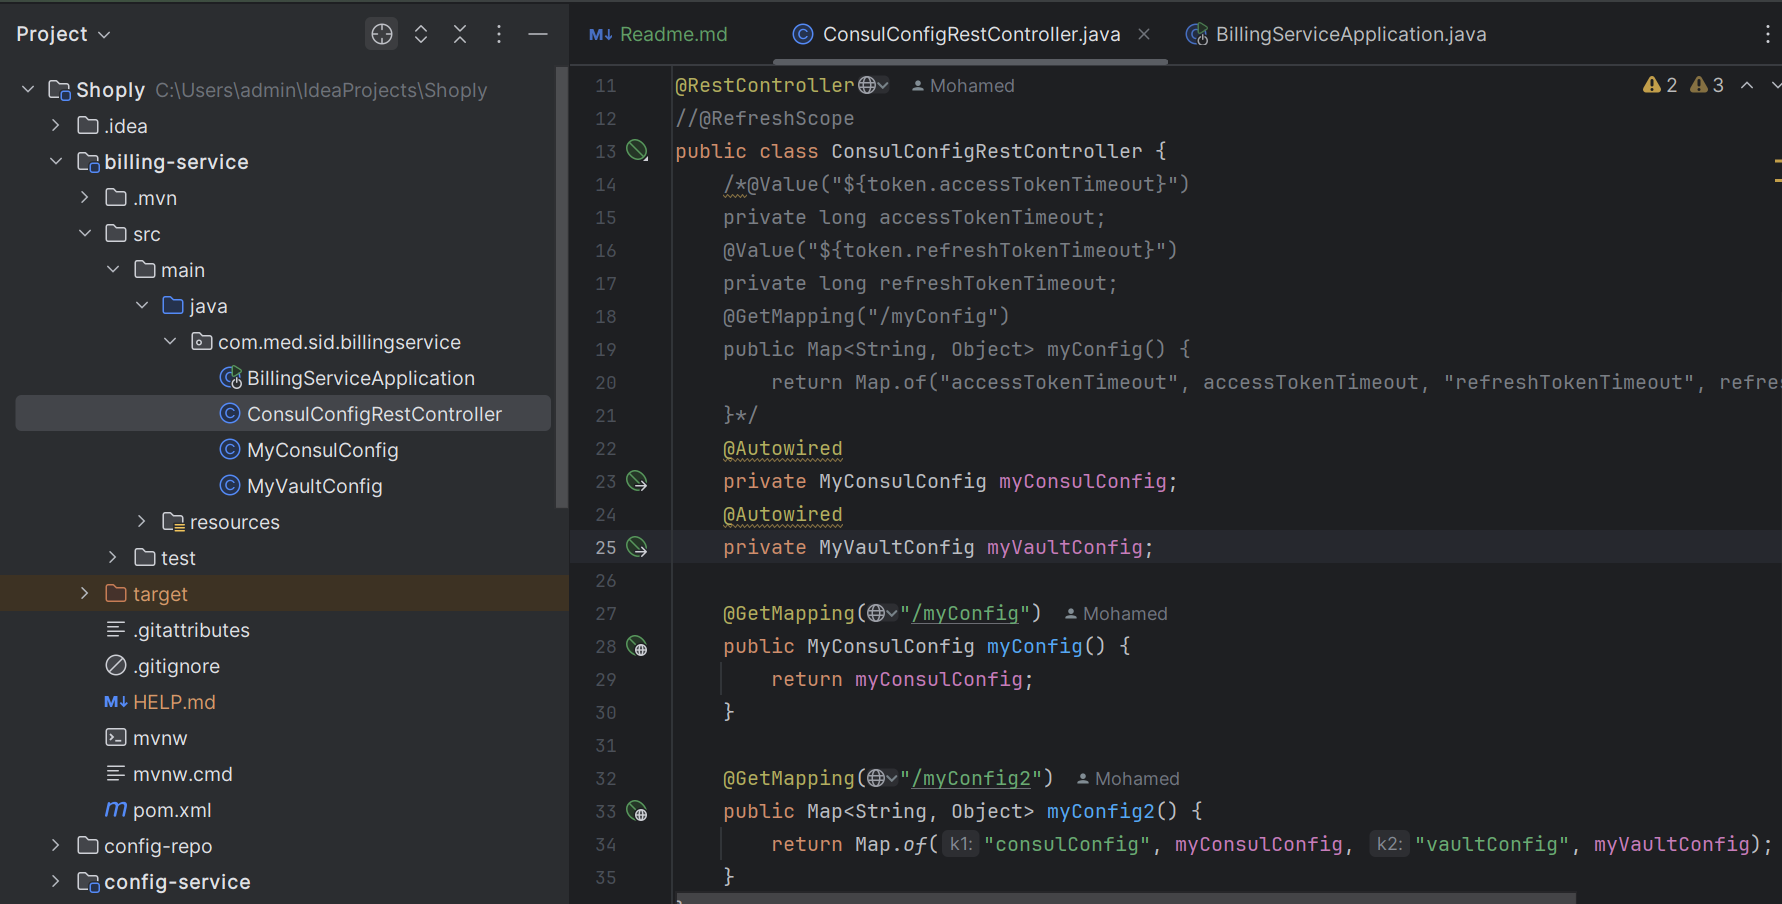 Project
Shoply C:\Users\admin\IdeaProjects\Shoply
.idea
billing-service
.mvn
src
main
java
com.med.sid.billingservice
BillingServiceApplication
ConsulConfigRestController
MyConsulConfig
MyVaultConfig
resources
test
target
.gitattributes
.gitignore
M↓ HELP.md
mvnw
mvnw.cmd
m pom.xml
config-repo
config-service
M↓ Readme.md ConsulConfigRestController.java BillingServiceApplication.java
2 3
11 @RestController Mohamed
12 //@RefreshScope
13 public class ConsulConfigRestController {
14 /*@Value("${token.accessTokenTimeout}")
15 private long accessTokenTimeout;
16 @Value("${token.refreshTokenTimeout}")
17 private long refreshTokenTimeout;
18 @GetMapping("/myConfig")
19 public Map<String, Object> myConfig() {
20 return Map.of("accessTokenTimeout", accessTokenTimeout, "refreshTokenTimeout", refre
21 }*/
22 @Autowired
23 private MyConsulConfig myConsulConfig;
24 @Autowired
25 private MyVaultConfig myVaultConfig;
26
27 @GetMapping("/myConfig") Mohamed
28 public MyConsulConfig myConfig() {
29 return myConsulConfig;
30 }
31
32 @GetMapping("/myConfig2") Mohamed
33 public Map<String, Object> myConfig2() {
34 return Map.of( k1: "consulConfig", myConsulConfig, k2: "vaultConfig", myVaultConfig);
35 }